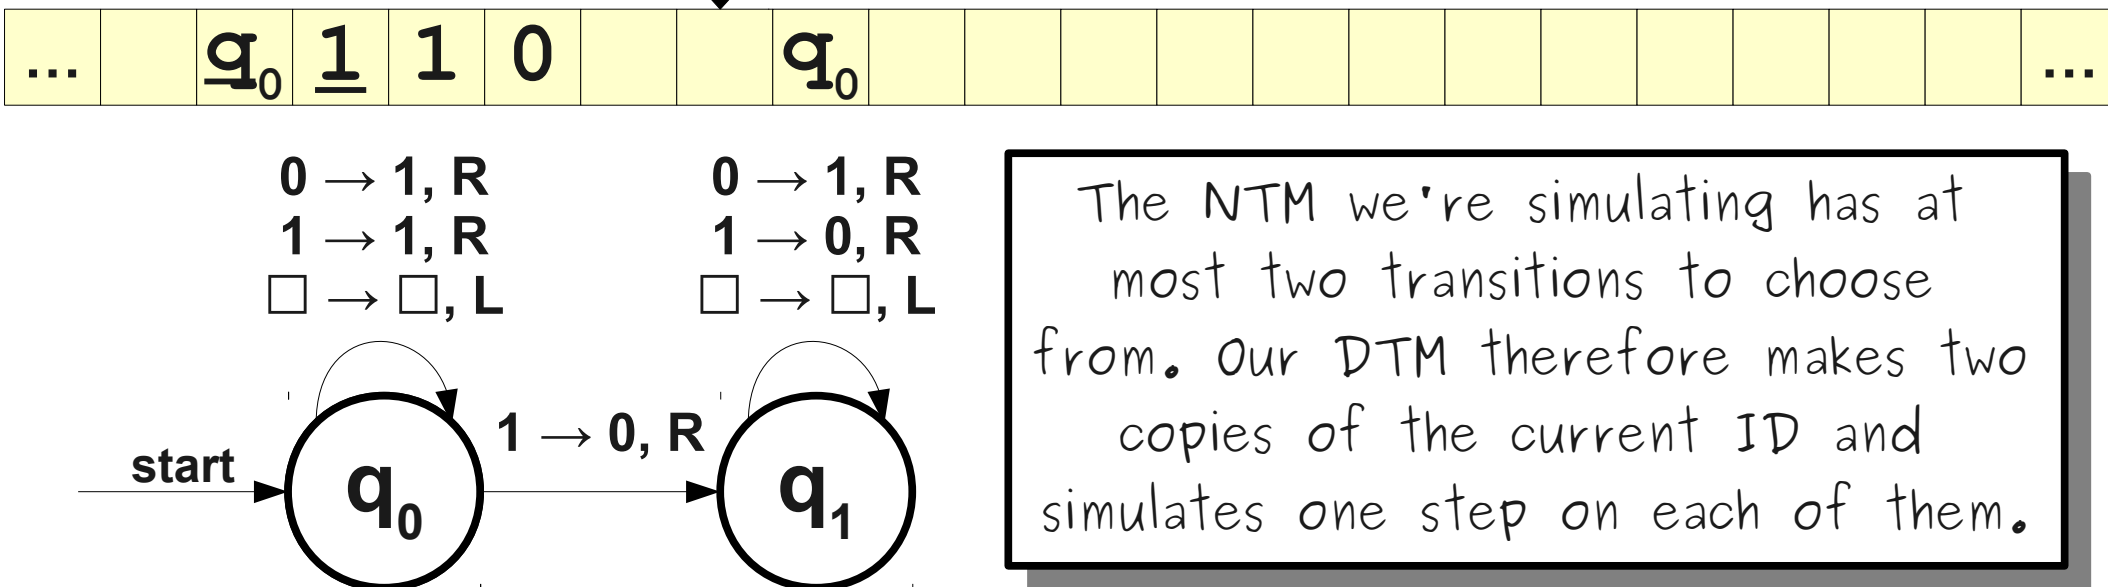 ... q₀ 1 1 0 q₀ ...
0 → 1, R
1 → 1, R
□ → □, L
0 → 1, R
1 → 0, R
□ → □, L
start
q₀
1 → 0, R
q₁
The NTM we're simulating has at
most two transitions to choose
from. Our DTM therefore makes two
copies of the current ID and
simulates one step on each of them.